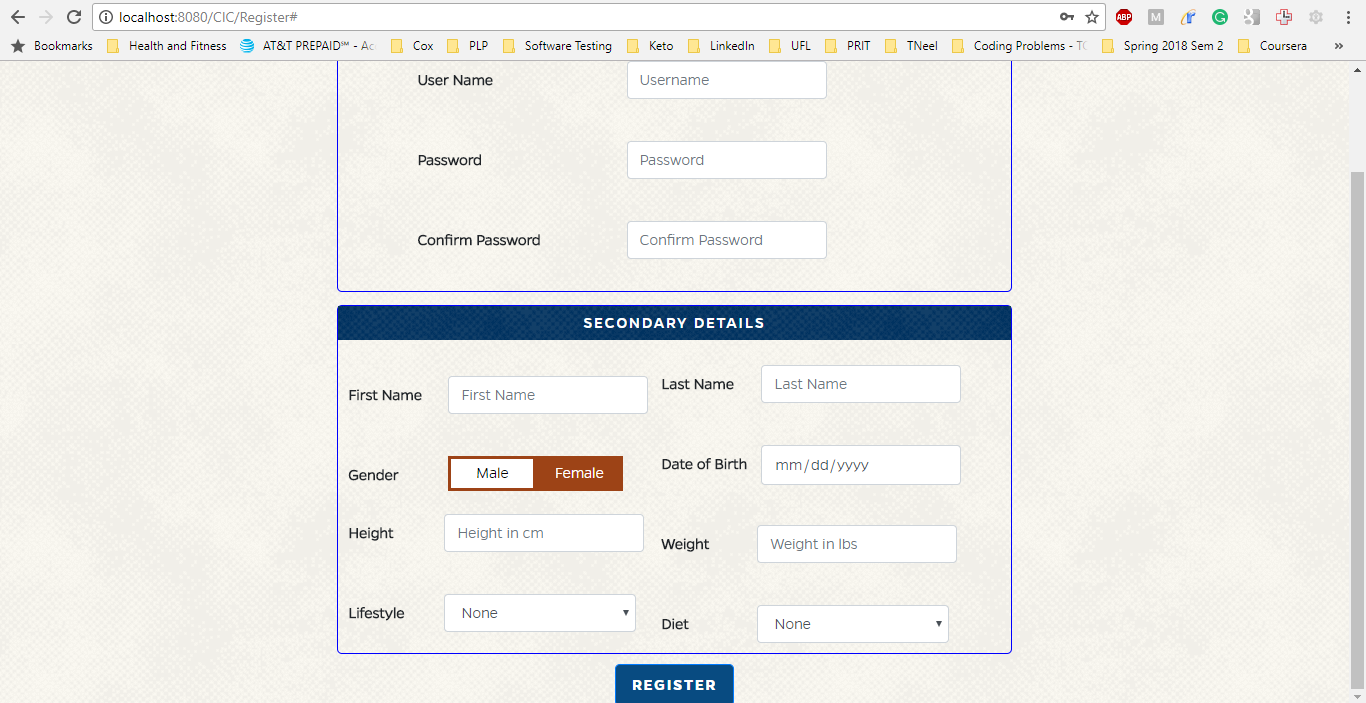 localhost:8080/CIC/Register#
ABP M G
Bookmarks Health and Fitness AT&T PREPAID℠ - Ac Cox PLP Software Testing Keto LinkedIn UFL PRIT TNeel Coding Problems - TC Spring 2018 Sem 2 Coursera »
User Name Username
Password Password
Confirm Password Confirm Password
SECONDARY DETAILS
First Name First Name Last Name Last Name
Gender Male Female Date of Birth mm/dd/yyyy
Height Height in cm Weight Weight in lbs
Lifestyle None Diet None
REGISTER